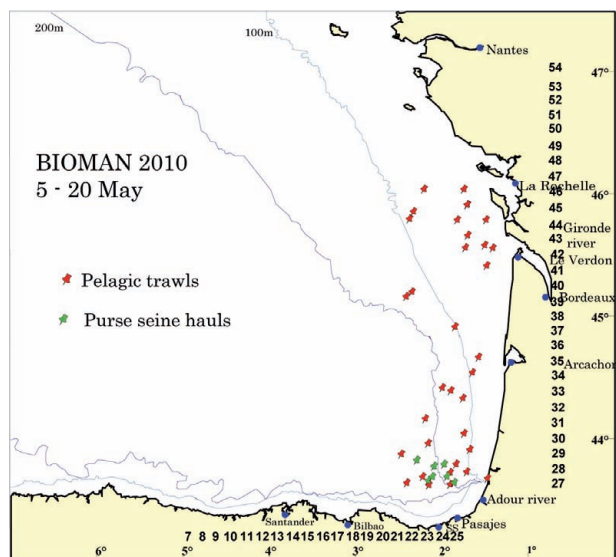 200m
100m
Nantes
47°
54
53
52
51
50
49
48
47
46
45
44
43
42
41
40
39
38
37
36
35
34
33
32
31
30
29
28
27
BIOMAN 2010
5 - 20 May
La Rochelle
46°
Gironde
river
Le Verdon
Pelagic trawls
Bordeaux
Purse seine hauls
45°
Arcachon
44°
Adour river
Santander
Bilbao
SS
Pasajes
7 8 9 10 11 12 13 14 15 16 17 18 19 20 21 22 23 24 25
6° 5° 4° 3° 2° 1°